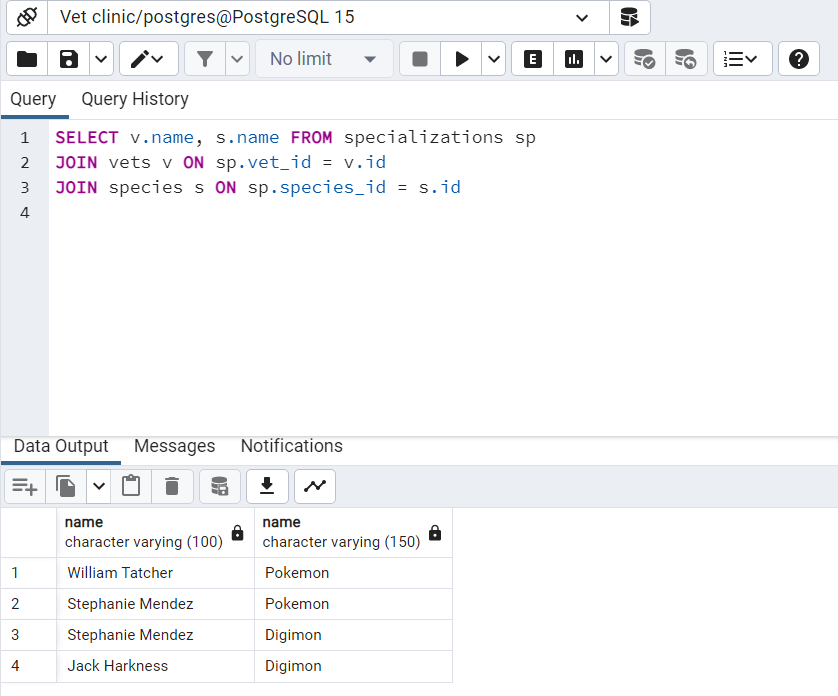 Vet clinic/postgres@PostgreSQL 15
No limit
E
Query Query History
1 SELECT v.name, s.name FROM specializations sp
2 JOIN vets v ON sp.vet_id = v.id
3 JOIN species s ON sp.species_id = s.id
4
Data Output Messages Notifications
name name
character varying (100) character varying (150)
1 William Tatcher Pokemon
2 Stephanie Mendez Pokemon
3 Stephanie Mendez Digimon
4 Jack Harkness Digimon